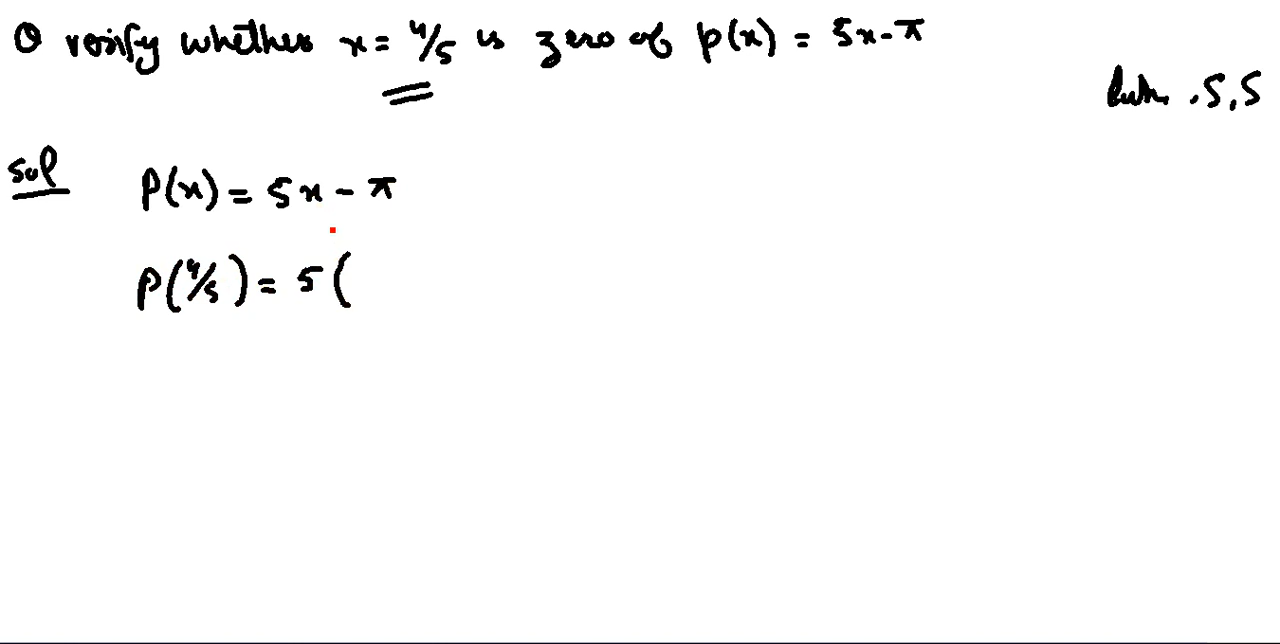 Q verify whether x = 4/5 is zero of p(x) = 5x - π
.S.S
Sol P(x) = 5x - π
P(4/5) = 5(